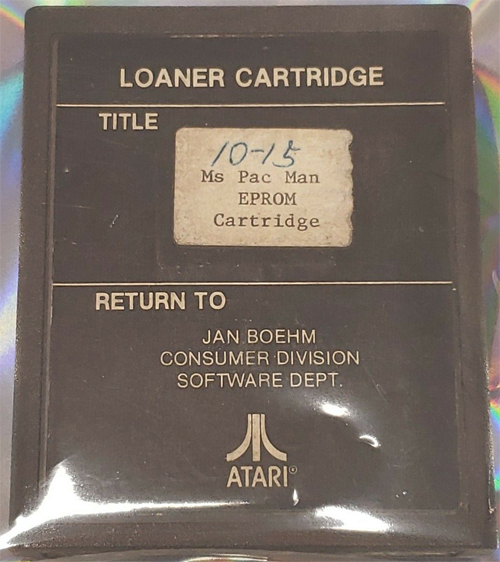 LOANER CARTRIDGE
TITLE
10-15
Ms Pac Man
EPROM
Cartridge
RETURN TO
JAN BOEHM
CONSUMER DIVISION
SOFTWARE DEPT.
ATARI®